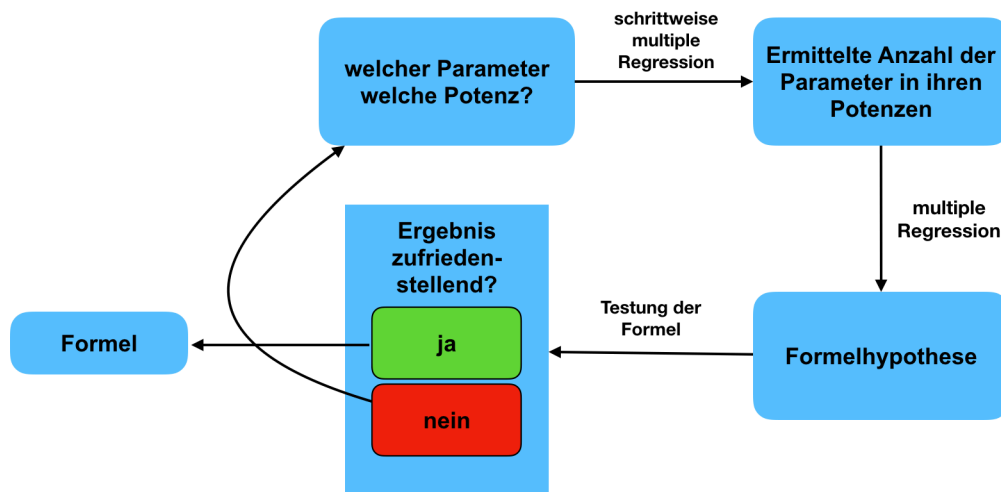 welcher Parameter
welche Potenz?
schrittweise
multiple
Regression
Ermittelte Anzahl der
Parameter in ihren
Potenzen
multiple
Regression
Formelhypothese
Testung der
Formel
Ergebnis
zufrieden-
stellend?
ja
nein
Formel